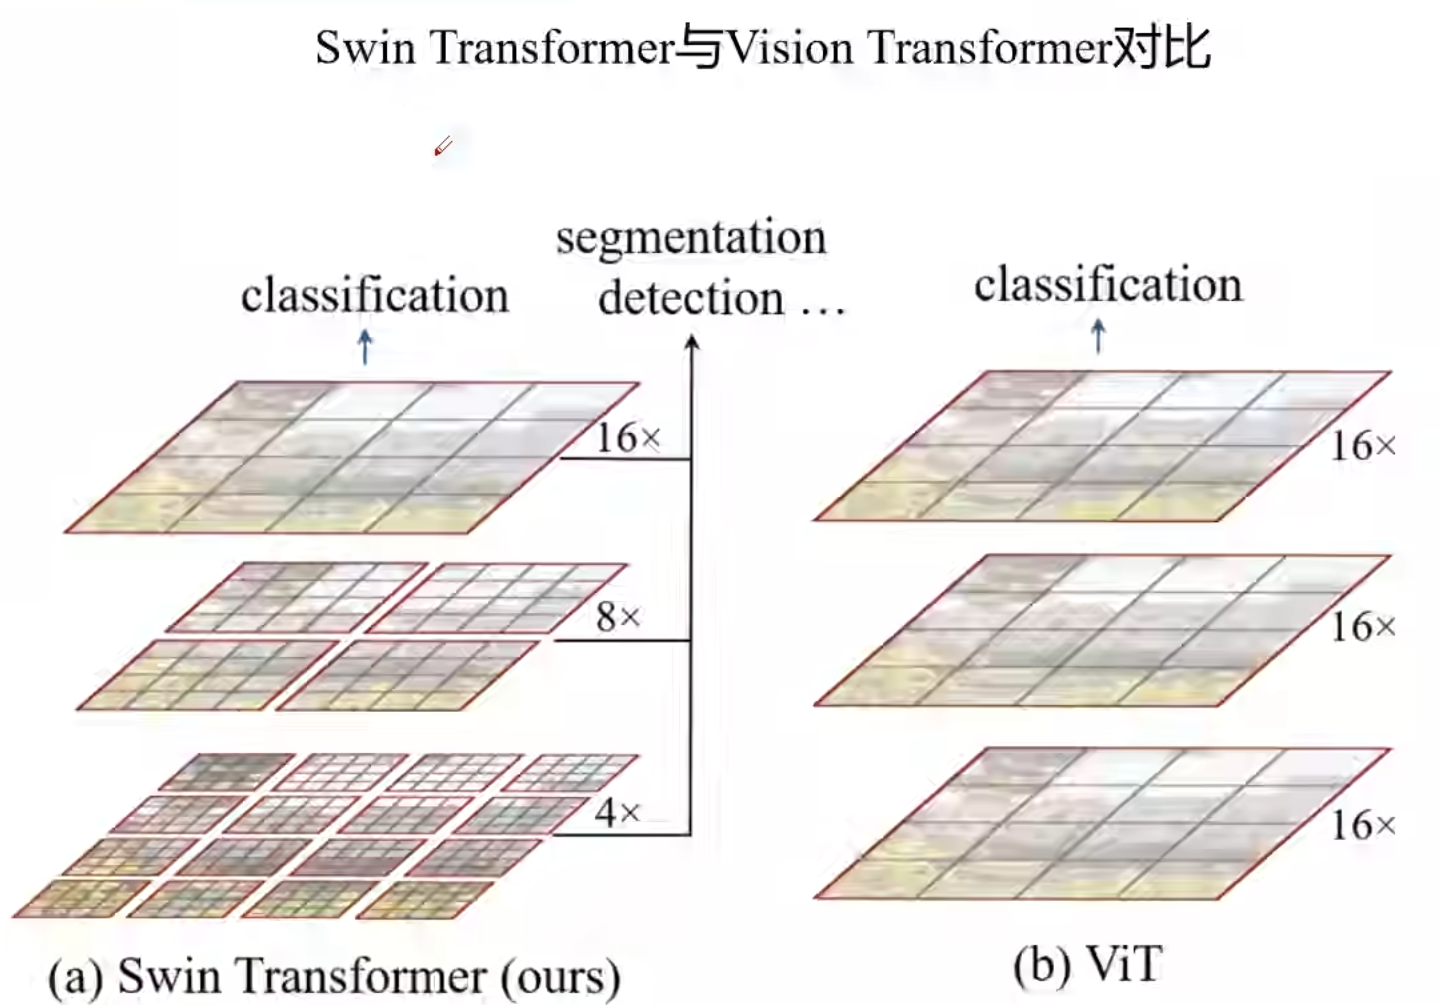 Swin Transformer与Vision Transformer对比
segmentation
detection …
classification
classification
16×
8×
4×
16×
16×
16×
(a) Swin Transformer (ours)
(b) ViT